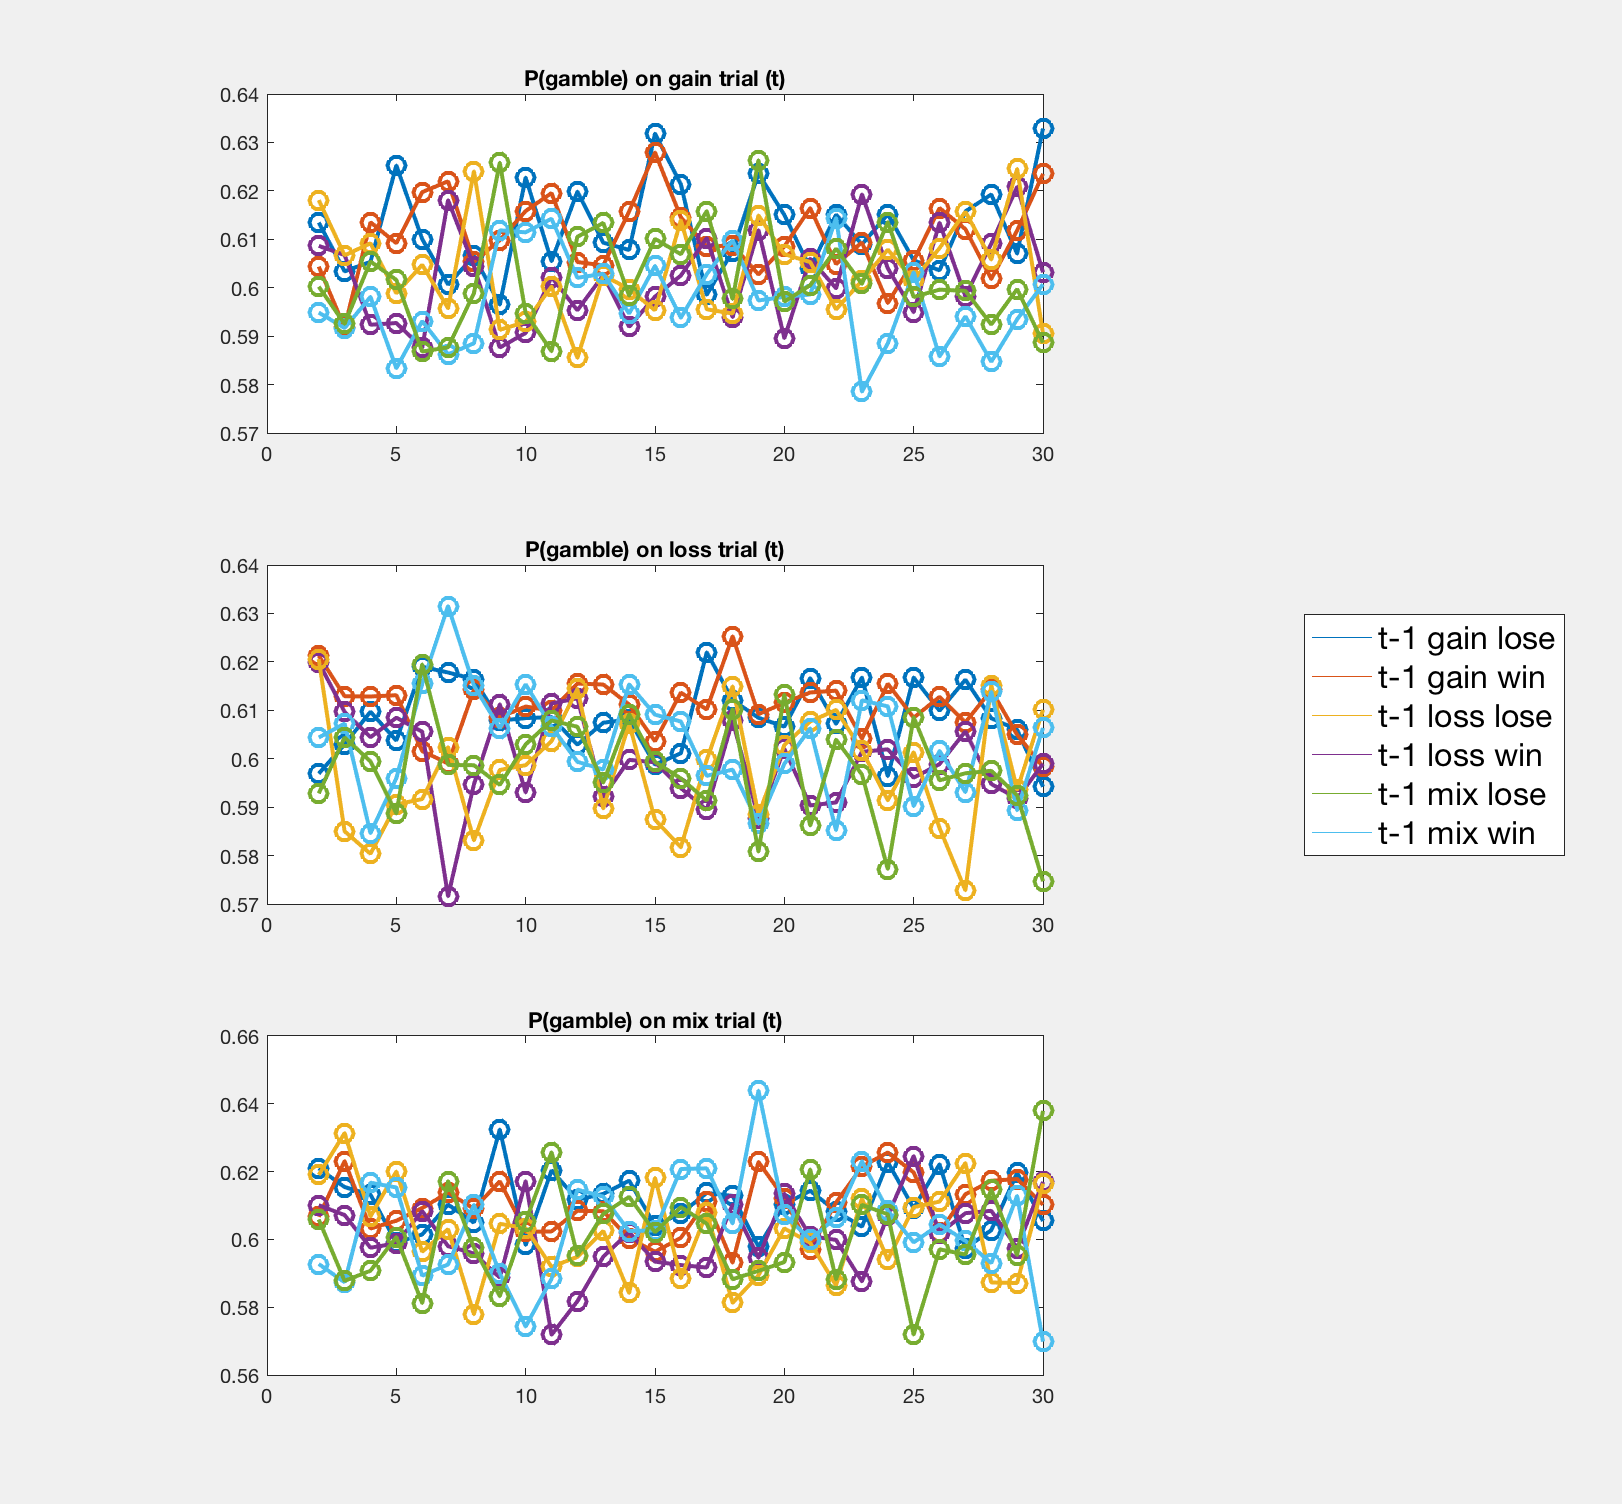 P(gamble) on gain trial (t)
0.64
0.63
0.62
0.61
0.6
0.59
0.58
0.57
0 5 10 15 20 25 30
P(gamble) on loss trial (t)
0.64
0.63
0.62
0.61
0.6
0.59
0.58
0.57
0 5 10 15 20 25 30
t-1 gain lose
t-1 gain win
t-1 loss lose
t-1 loss win
t-1 mix lose
t-1 mix win
P(gamble) on mix trial (t)
0.66
0.64
0.62
0.6
0.58
0.56
0 5 10 15 20 25 30